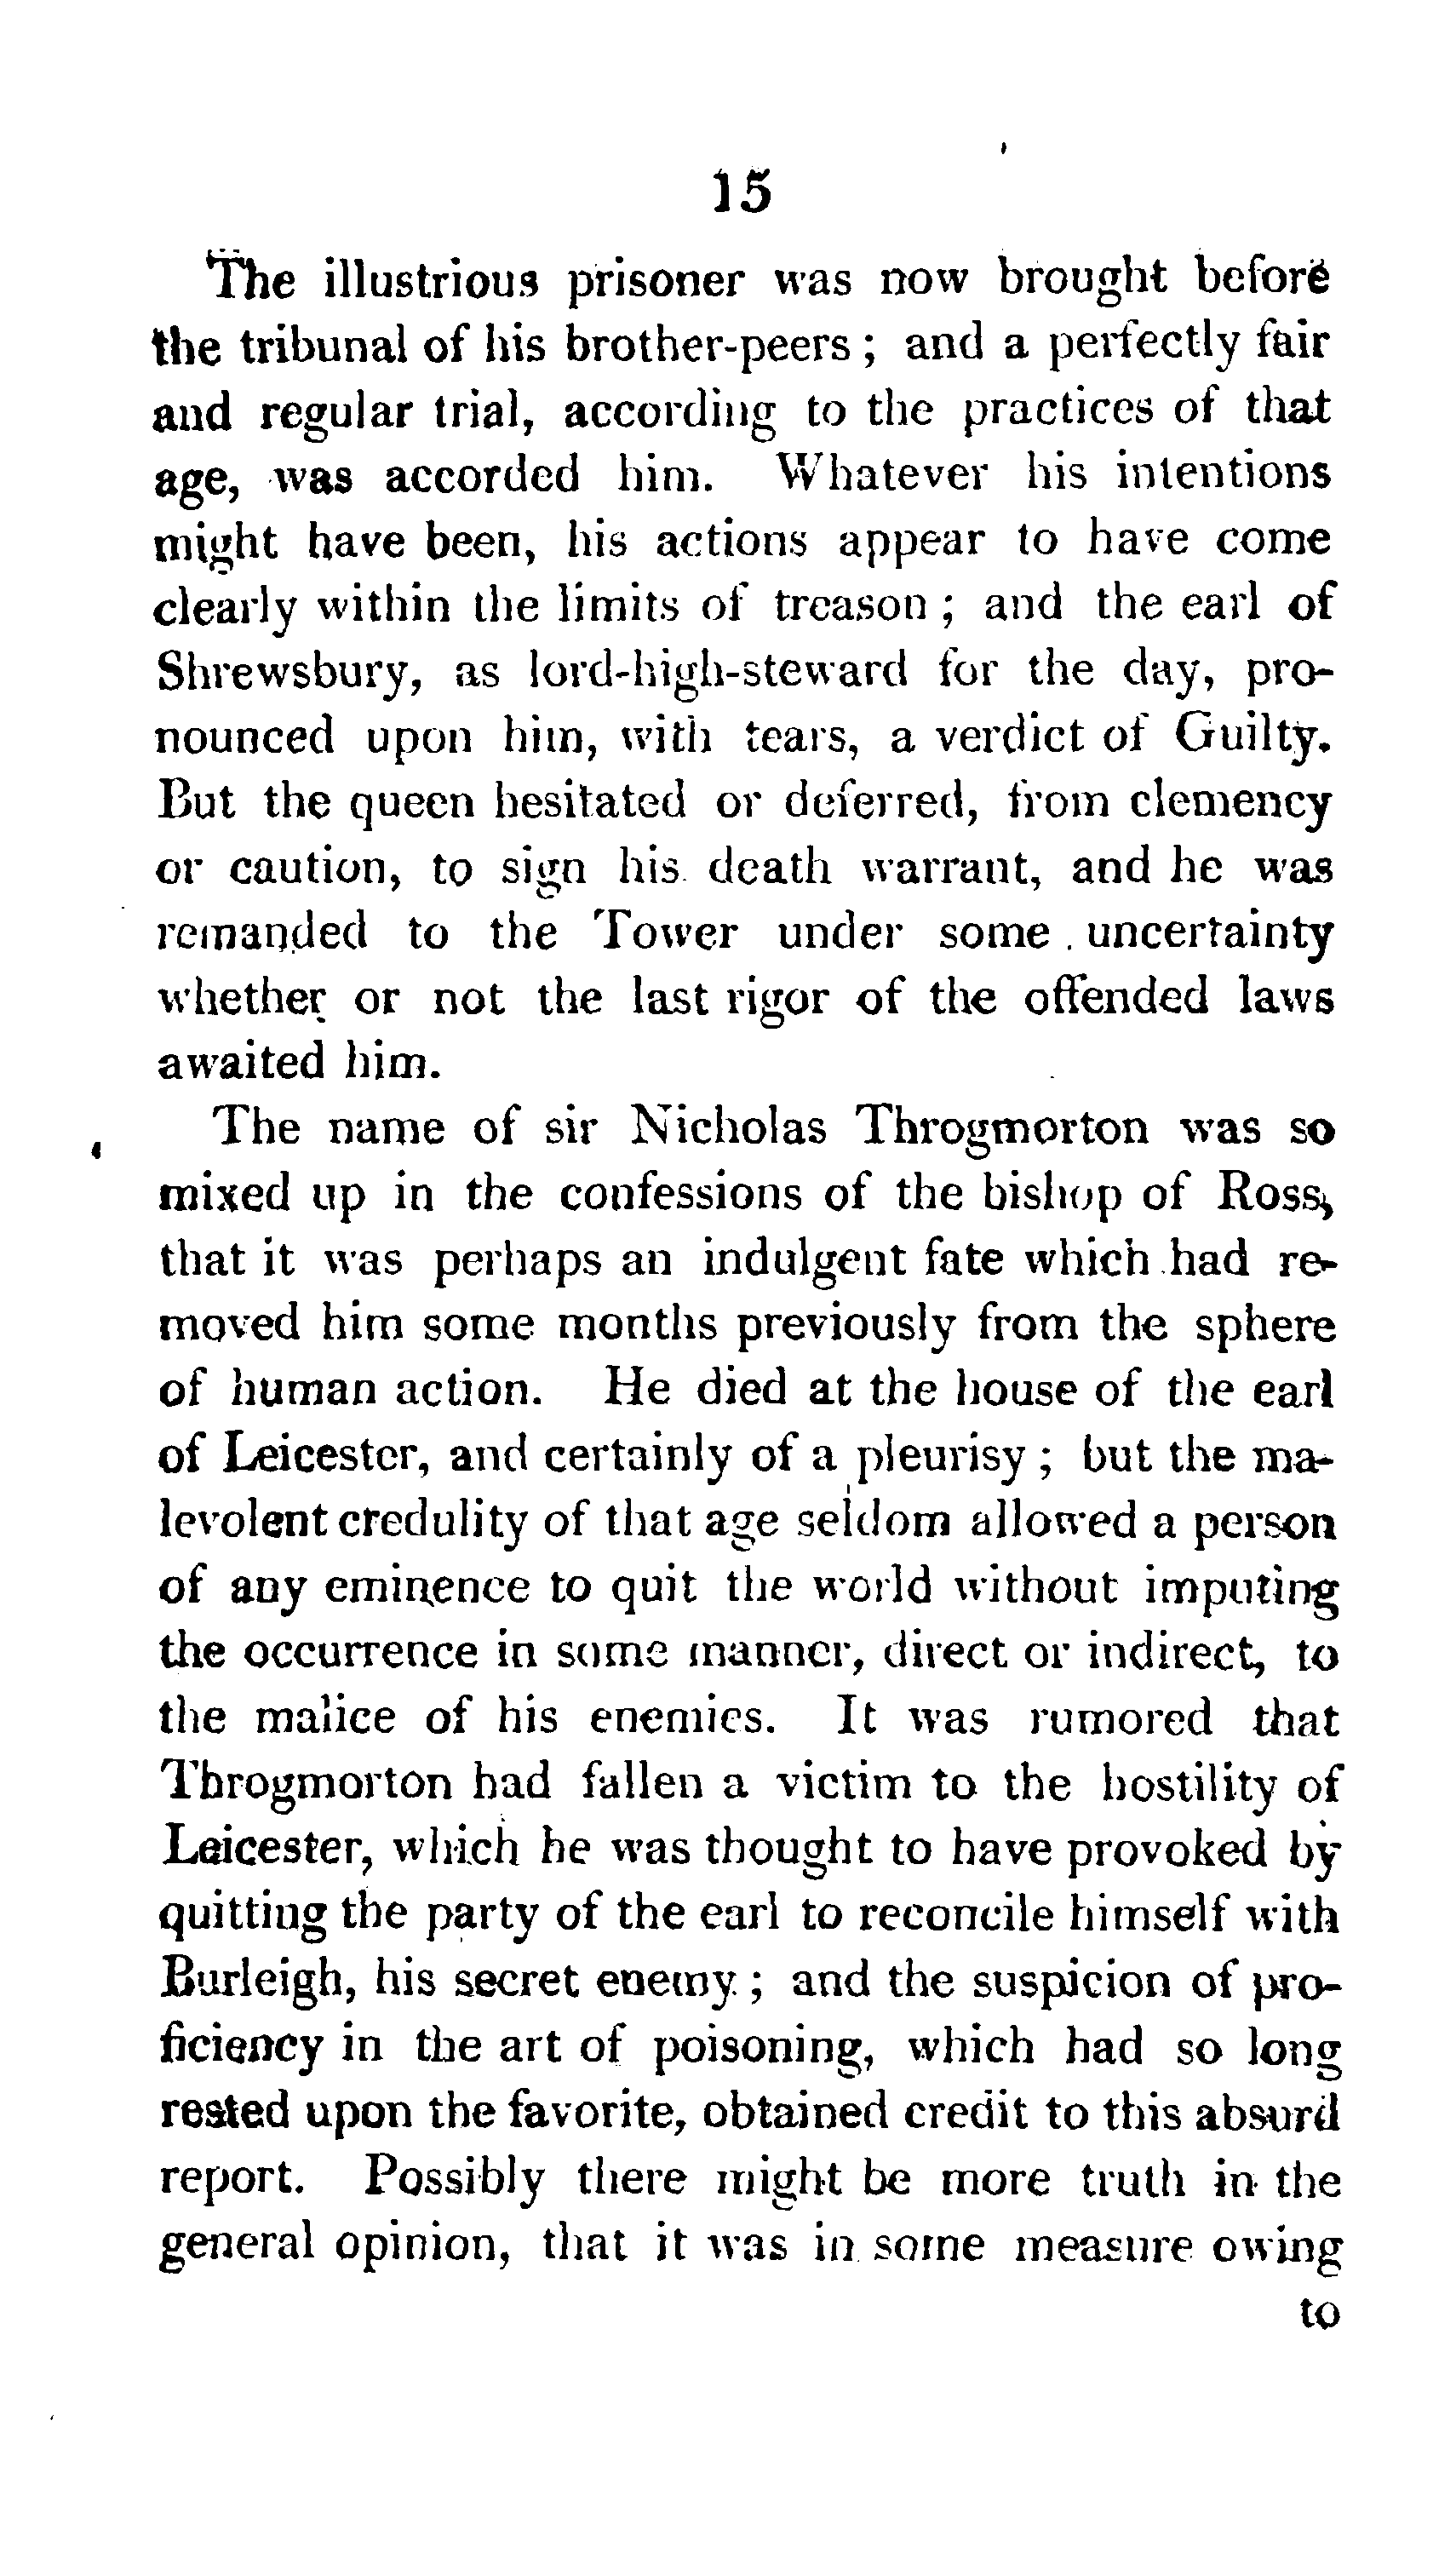 15
The illustrious prisoner was now brought before
the tribunal of his brother-peers ; and a perfectly fair
and regular trial, according to the practices of that
age, was accorded him. Whatever his intentions
might have been, his actions appear to have come
clearly within the limits of treason ; and the earl of
Shrewsbury, as lord-high-steward for the day, pro-
nounced upon him, with tears, a verdict of Guilty.
But the queen hesitated or deferred, from clemency
or caution, to sign his death warrant, and he was
remanded to the Tower under some uncertainty
whether or not the last rigor of the offended laws
awaited him.
The name of sir Nicholas Throgmorton was so
mixed up in the confessions of the bishop of Ross,
that it was perhaps an indulgent fate which had re-
moved him some months previously from the sphere
of human action. He died at the house of the earl
of Leicester, and certainly of a pleurisy ; but the ma-
levolent credulity of that age seldom allowed a person
of any eminence to quit the world without imputing
the occurrence in some manner, direct or indirect, to
the malice of his enemies. It was rumored that
Throgmorton had fallen a victim to the hostility of
Leicester, which he was thought to have provoked by
quitting the party of the earl to reconcile himself with
Burleigh, his secret enemy ; and the suspicion of pro-
ficiency in the art of poisoning, which had so long
rested upon the favorite, obtained credit to this absurd
report. Possibly there might be more truth in the
general opinion, that it was in some measure owing
to